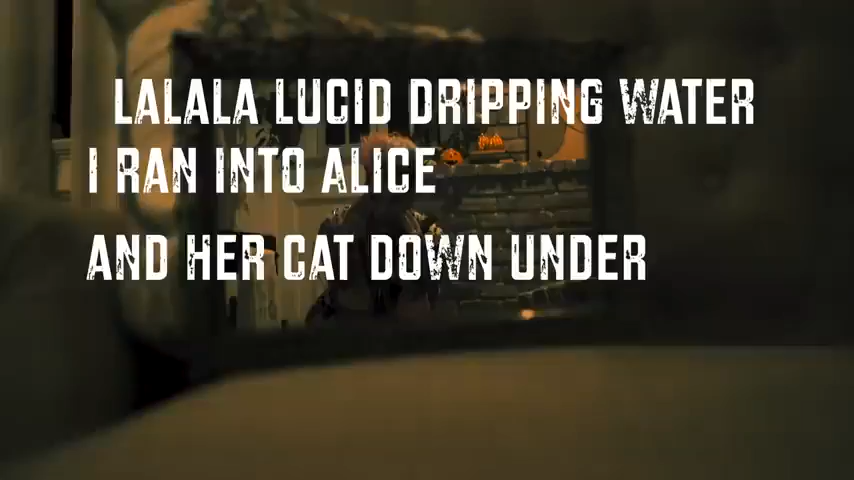 LALALA LUCID DRIPPING WATER
I RAN INTO ALICE
AND HER CAT DOWN UNDER